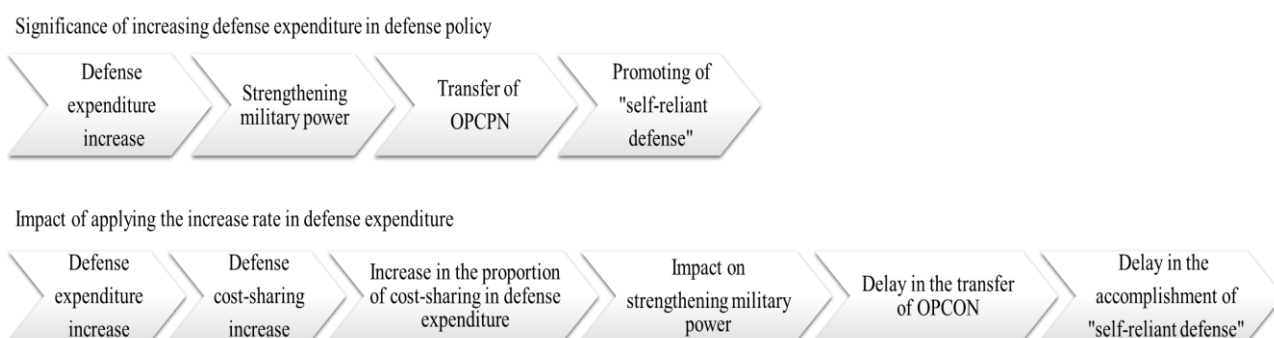 Significance of increasing defense expenditure in defense policy
Defense
expenditure
increase
Strengthening
military power
Transfer of
OPCPN
Promoting of
"self-reliant
defense"
Impact of applying the increase rate in defense expenditure
Defense
expenditure
increase
Defense
cost-sharing
increase
Increase in the proportion
of cost-sharing in defense
expenditure
Impact on
strengthening military
power
Delay in the transfer
of OPCON
Delay in the
accomplishment of
"self-reliant defense"